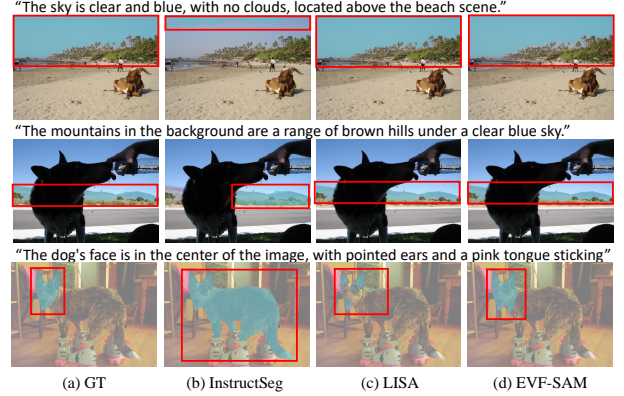 “The sky is clear and blue, with no clouds, located above the beach scene.”
“The mountains in the background are a range of brown hills under a clear blue sky.”
“The dog's face is in the center of the image, with pointed ears and a pink tongue sticking”
(a) GT (b) InstructSeg (c) LISA (d) EVF-SAM